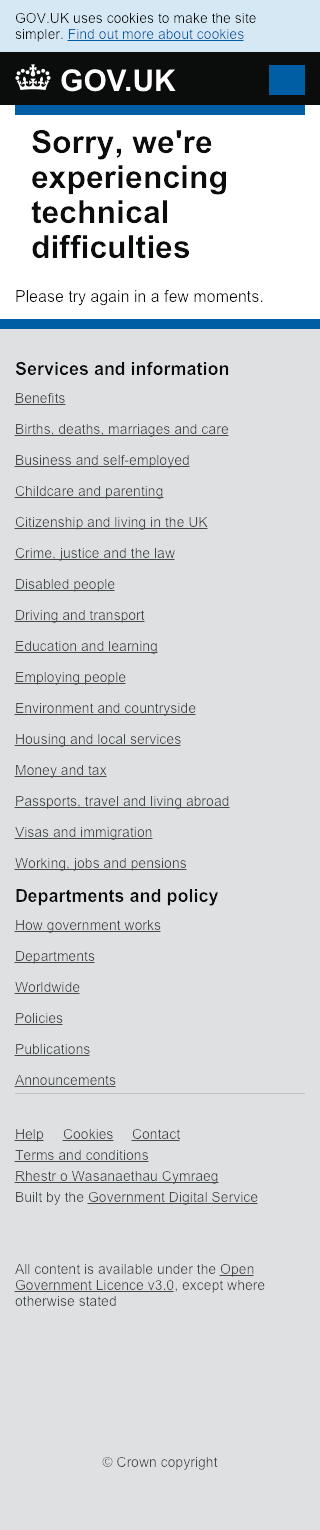 GOV.UK uses cookies to make the site
simpler. Find out more about cookies
GOV.UK
Sorry, we're
experiencing
technical
difficulties
Please try again in a few moments.
Services and information
Benefits
Births, deaths, marriages and care
Business and self-employed
Childcare and parenting
Citizenship and living in the UK
Crime, justice and the law
Disabled people
Driving and transport
Education and learning
Employing people
Environment and countryside
Housing and local services
Money and tax
Passports, travel and living abroad
Visas and immigration
Working, jobs and pensions
Departments and policy
How government works
Departments
Worldwide
Policies
Publications
Announcements
Help Cookies Contact
Terms and conditions
Rhestr o Wasanaethau Cymraeg
Built by the Government Digital Service
All content is available under the Open
Government Licence v3.0, except where
otherwise stated
© Crown copyright